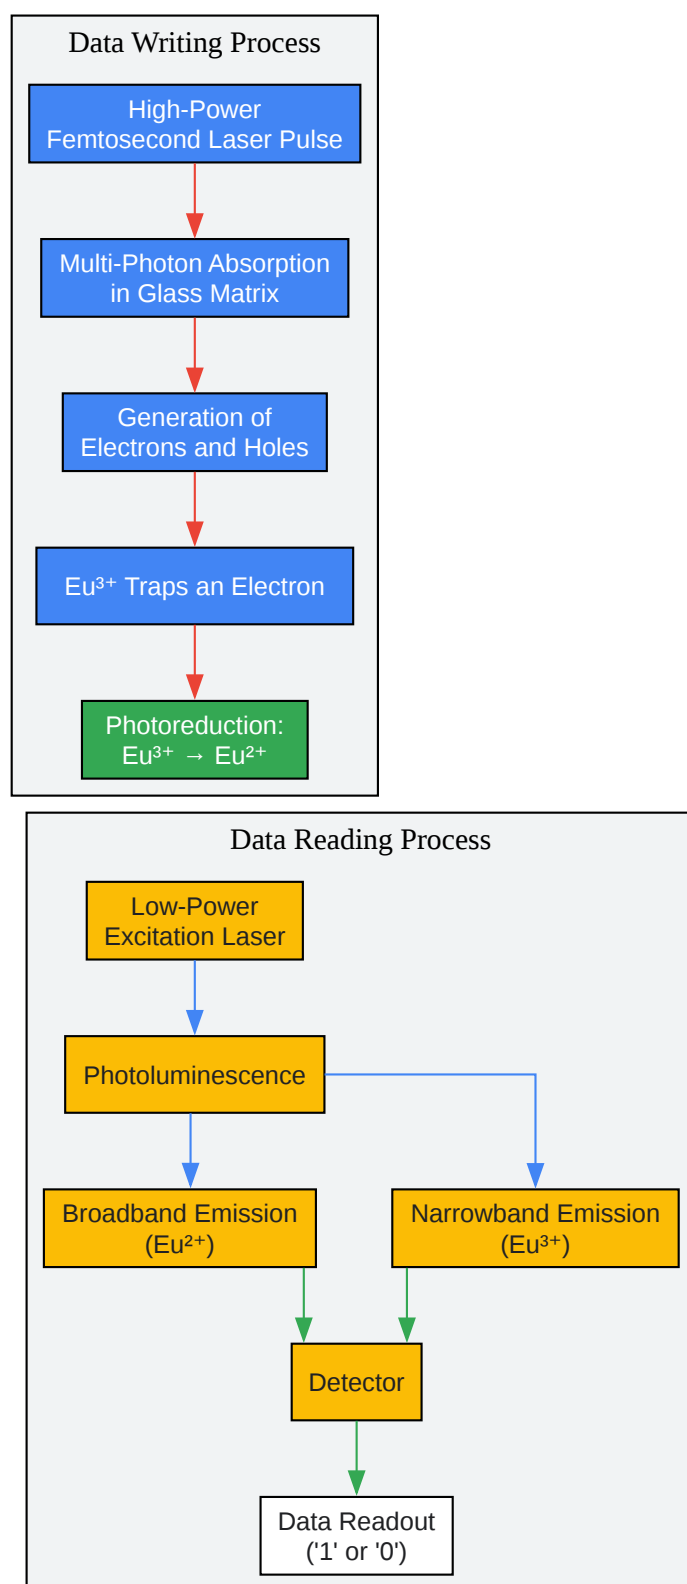 Data Writing Process
High-Power
Femtosecond Laser Pulse
Multi-Photon Absorption
in Glass Matrix
Generation of
Electrons and Holes
Eu³⁺ Traps an Electron
Photoreduction:
Eu³⁺ → Eu²⁺
Data Reading Process
Low-Power
Excitation Laser
Photoluminescence
Broadband Emission
(Eu²⁺)
Narrowband Emission
(Eu³⁺)
Detector
Data Readout
('1' or '0')